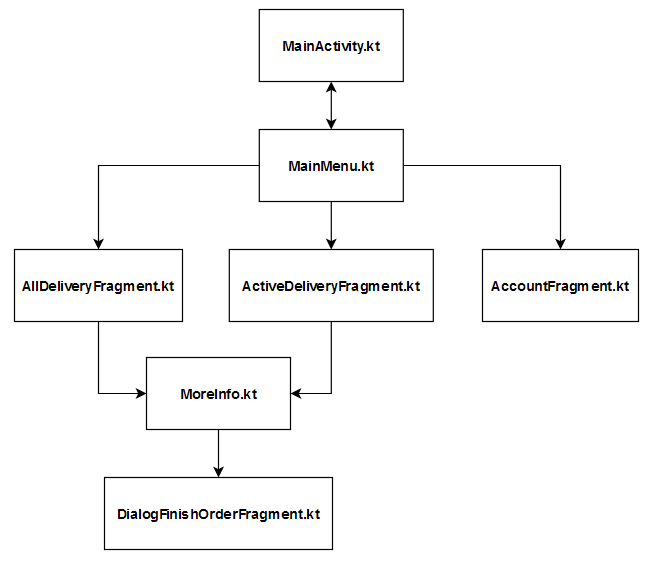 MainActivity.kt
MainMenu.kt
AllDeliveryFragment.kt
ActiveDeliveryFragment.kt
AccountFragment.kt
MoreInfo.kt
DialogFinishOrderFragment.kt